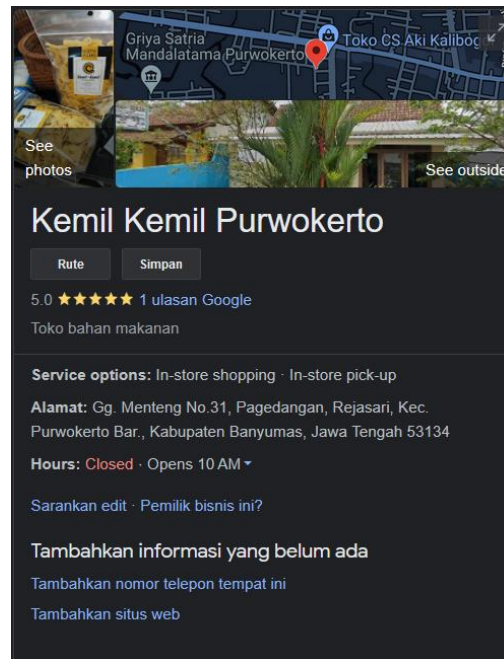 Griya Satria
Mandalatama Purwokerto
Toko CS Aki Kalibog
See
photos
See outside
Kemil Kemil Purwokerto
Rute
Simpan
5.0 ★★★★★ 1 ulasan Google
Toko bahan makanan
Service options: In-store shopping · In-store pick-up
Alamat: Gg. Menteng No.31, Pagedangan, Rejasari, Kec.
Purwokerto Bar., Kabupaten Banyumas, Jawa Tengah 53134
Hours: Closed · Opens 10 AM
Sarankan edit · Pemilik bisnis ini?
Tambahkan informasi yang belum ada
Tambahkan nomor telepon tempat ini
Tambahkan situs web